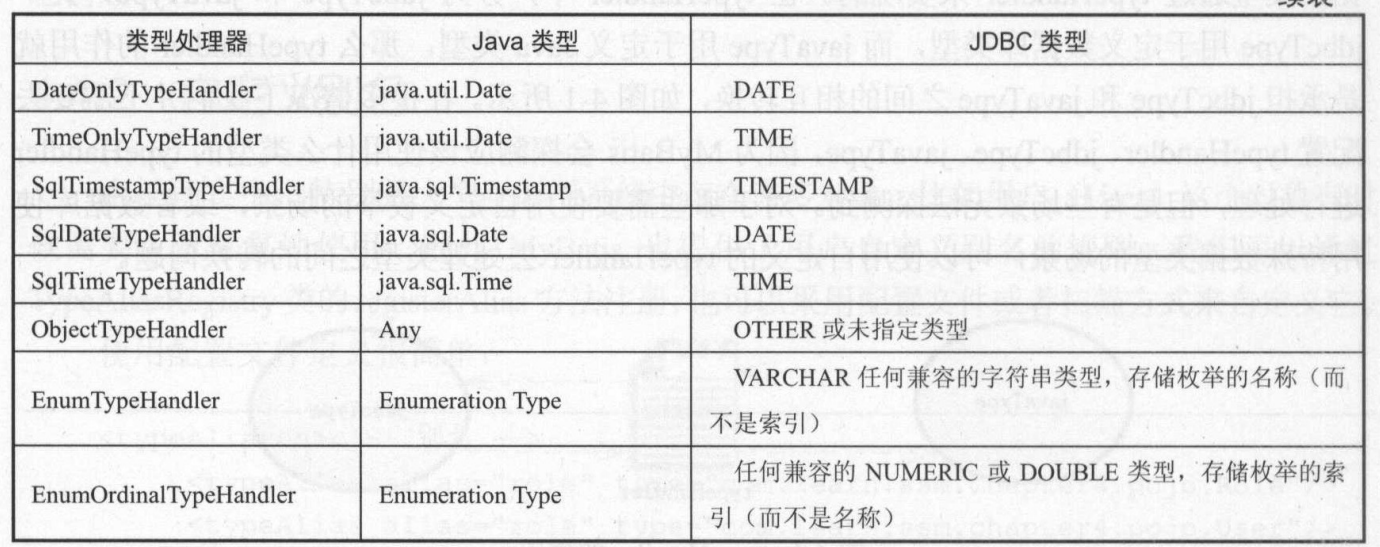 续表
类型处理器 Java 类型 JDBC 类型
DateOnlyTypeHandler java.util.Date DATE
TimeOnlyTypeHandler java.util.Date TIME
SqlTimestampTypeHandler java.sql.Timestamp TIMESTAMP
SqlDateTypeHandler java.sql.Date DATE
SqlTimeTypeHandler java.sql.Time TIME
ObjectTypeHandler Any OTHER 或未指定类型
EnumTypeHandler Enumeration Type VARCHAR 任何兼容的字符串类型，存储枚举的名称（而
不是索引）
EnumOrdinalTypeHandler Enumeration Type 任何兼容的 NUMERIC 或 DOUBLE 类型，存储枚举的索
引（而不是名称）